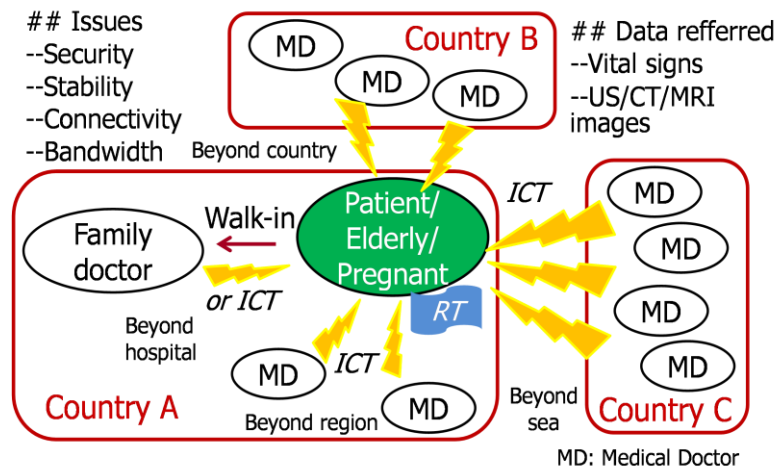 ## Issues
--Security
--Stability
--Connectivity
--Bandwidth
MD
MD
MD
Country B
## Data refferred
--Vital signs
--US/CT/MRI
images
Beyond country
Walk-in
Family
doctor
or ICT
Patient/
Elderly/
Pregnant
RT
ICT
Beyond
hospital
MD
ICT
MD
Country A
Beyond region
Beyond
sea
MD
MD
MD
MD
Country C
MD: Medical Doctor